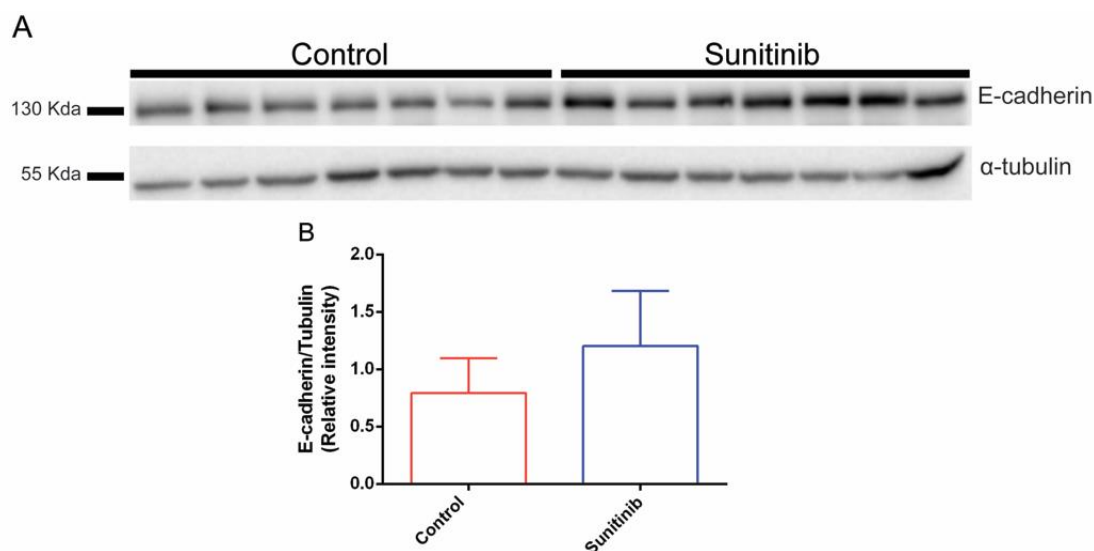 A
Control Sunitinib
130 Kda E-cadherin
55 Kda α-tubulin
B
E-cadherin/Tubulin
(Relative intensity)
2.0
1.5
1.0
0.5
0.0
Control
Sunitinib